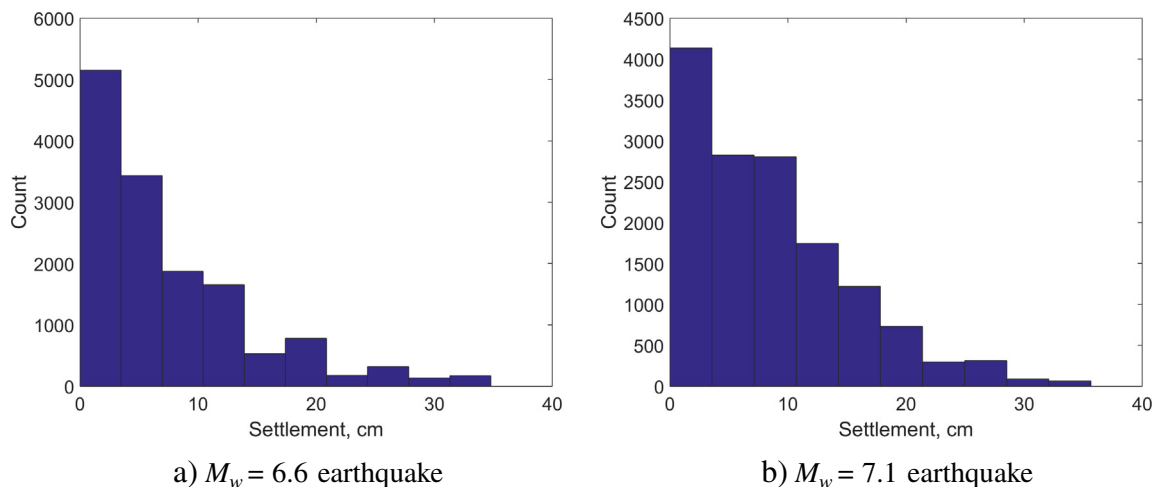 6000
5000
4000
3000
2000
1000
0
Count
0 10 20 30 40
Settlement, cm
a) M_w = 6.6 earthquake
4500
4000
3500
3000
2500
2000
1500
1000
500
0
Count
0 10 20 30 40
Settlement, cm
b) M_w = 7.1 earthquake